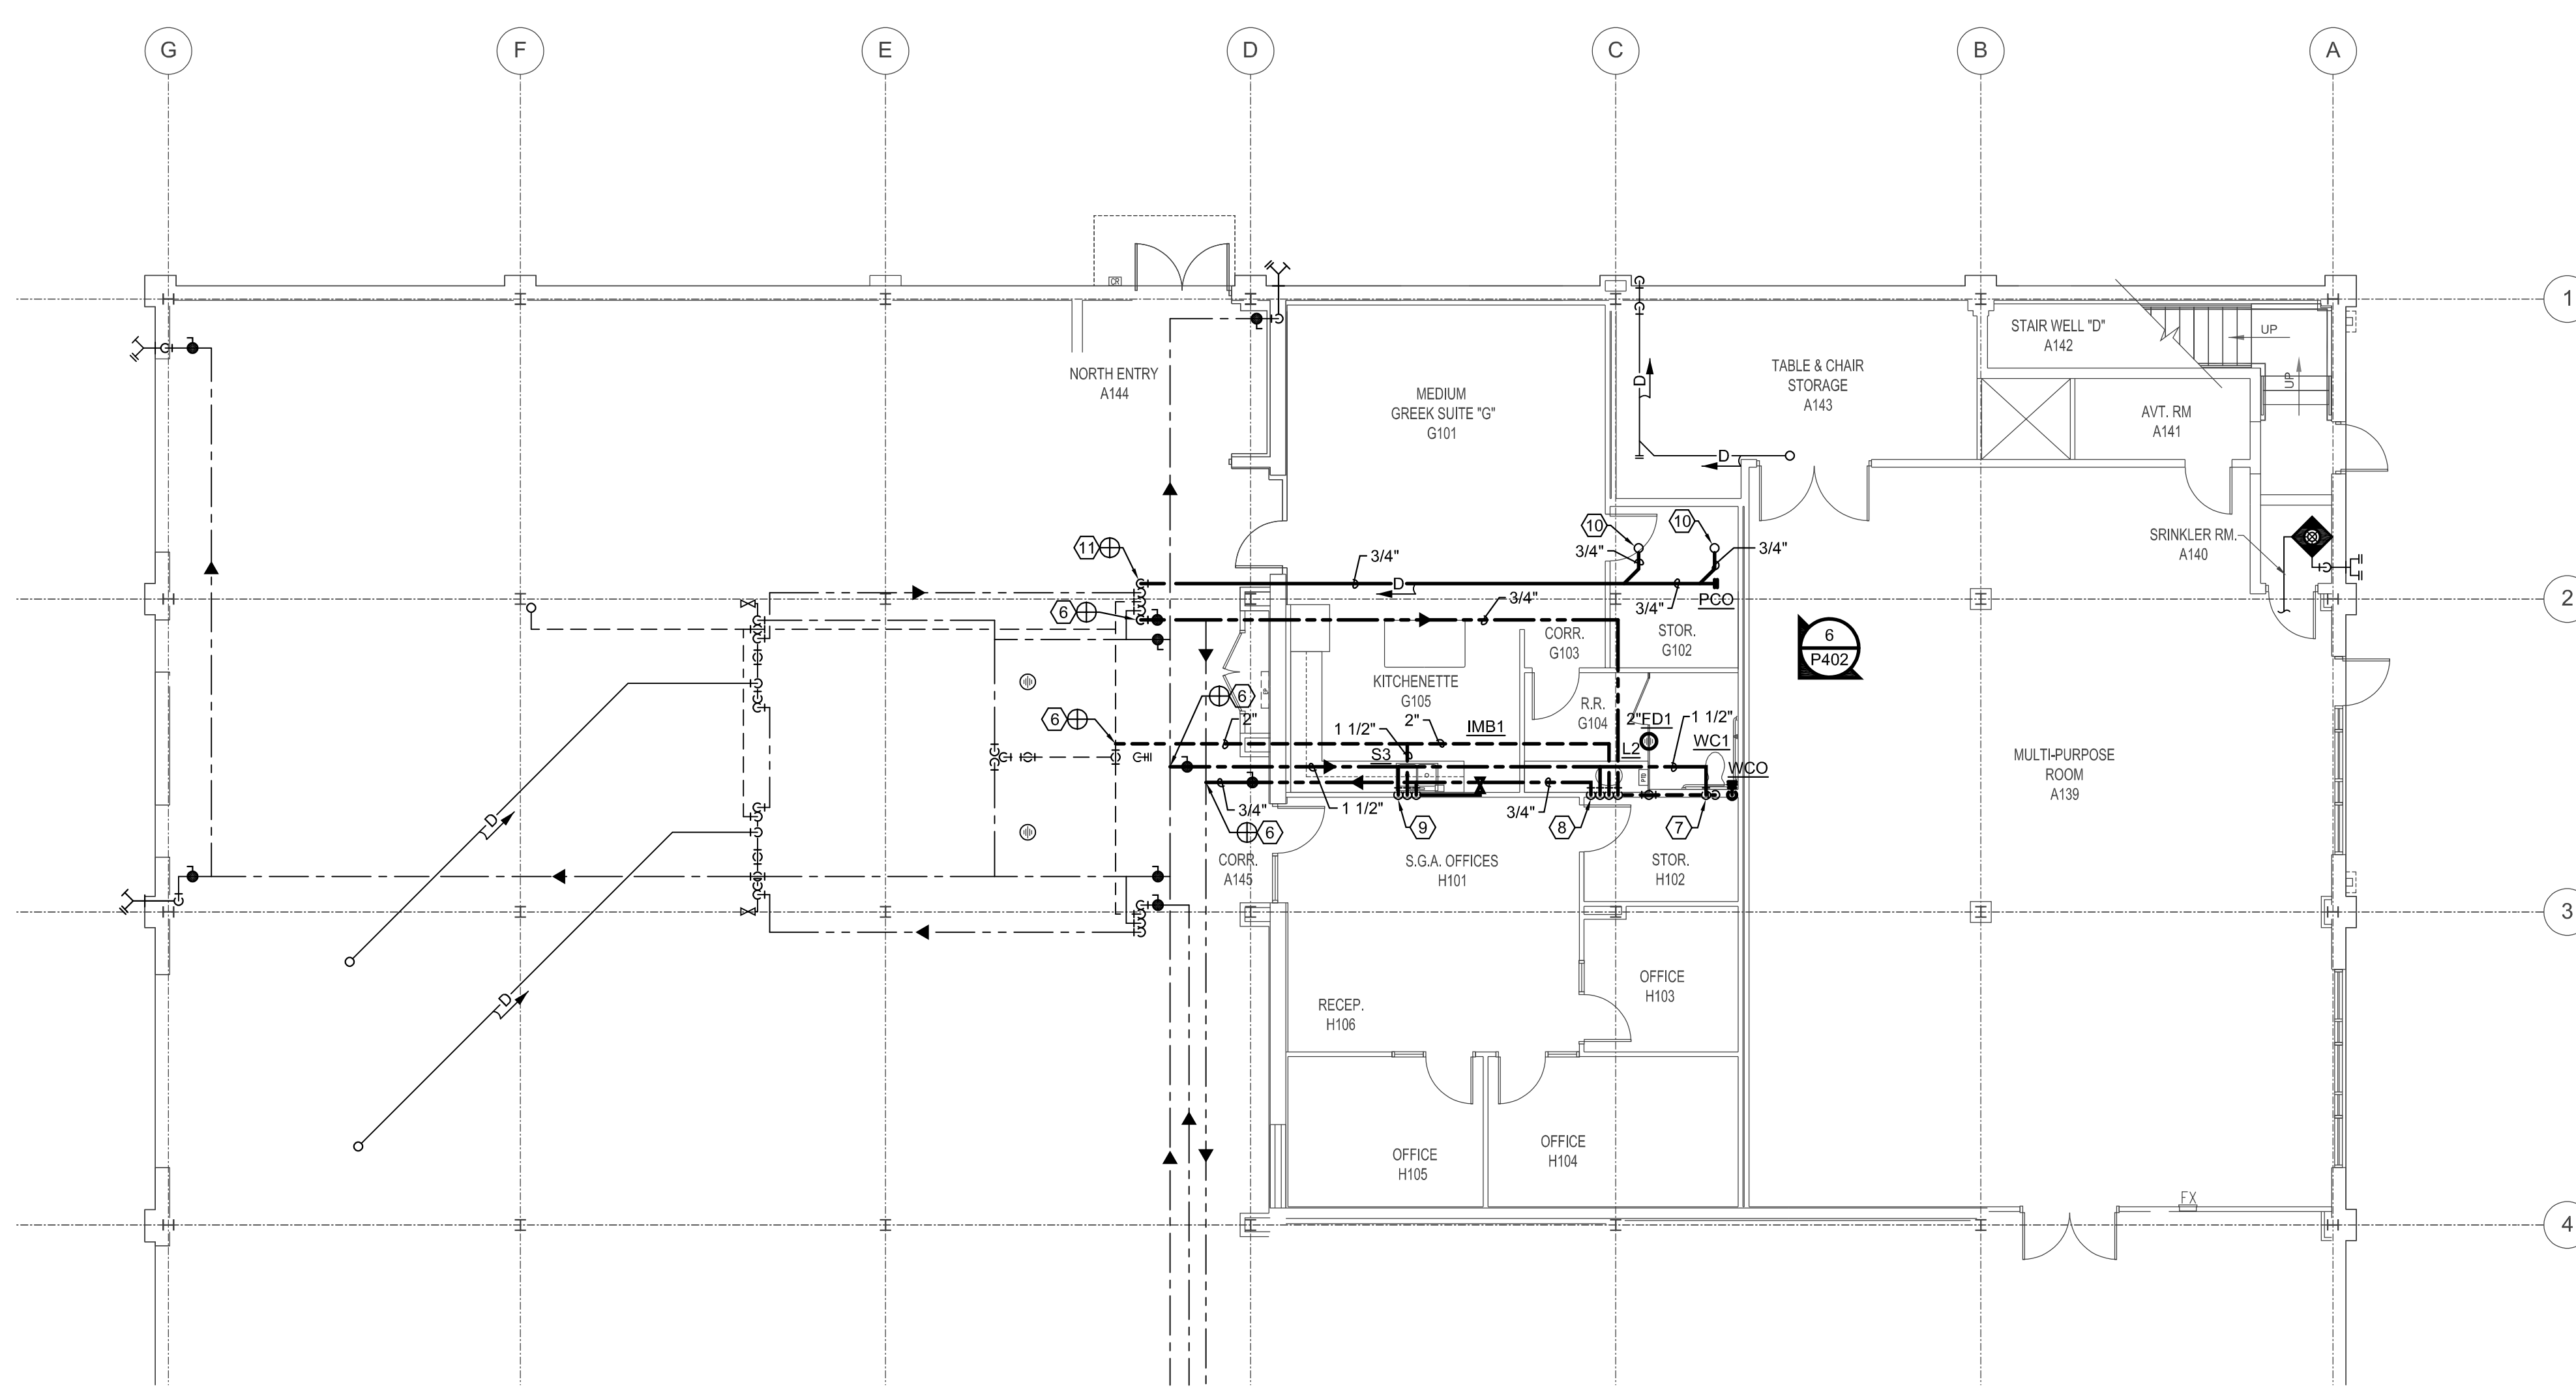 G F E D C B A
1
CR
STAIR WELL "D"
A142
UP
UP
NORTH ENTRY
A144
MEDIUM
GREEK SUITE "G"
G101
D
TABLE & CHAIR
STORAGE
A143
AVT. RM
A141
D
10
10
SRINKLER RM.
A140
11
3/4"
3/4"
3/4"
D
3/4"
PCO
2
6
3/4"
CORR.
G103
STOR.
G102
6
P402
KITCHENETTE
G105
6
R.R.
G104
6
2"
1 1/2"
2"
IMB1
2"FD1
1 1/2"
S3
L2
WC1
WCO
MULTI-PURPOSE
ROOM
A139
PTD
3/4"
1 1/2"
3/4"
6
9
8
7
D
CORR.
A145
S.G.A. OFFICES
H101
STOR.
H102
3
D
RECEP.
H106
OFFICE
H103
OFFICE
H105
OFFICE
H104
FX
4